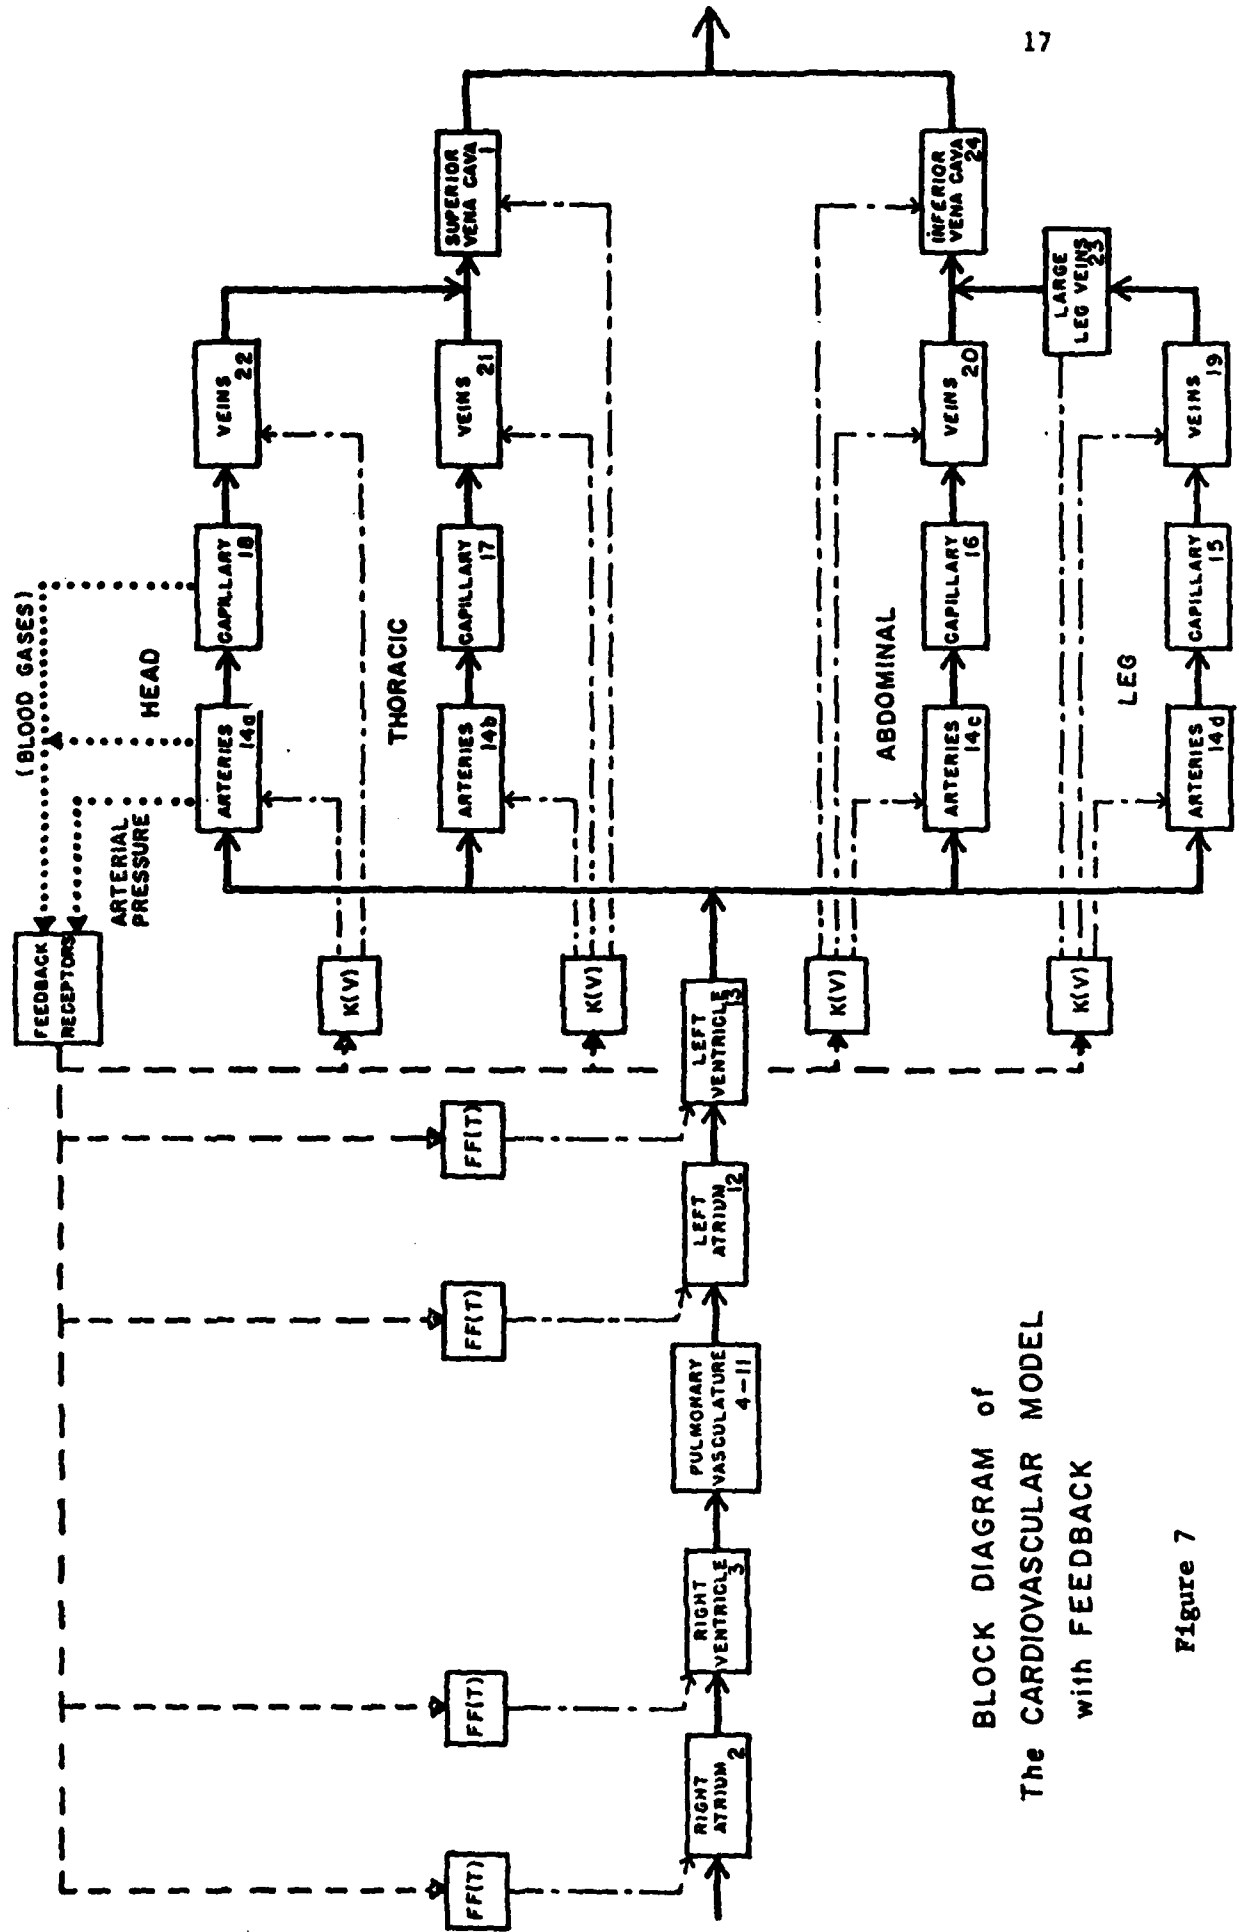 17
(BLOOD GASES)
ARTERIAL
PRESSURE
FEEDBACK
RECEPTORS
HEAD
ARTERIES
14a
CAPILLARY
18
VEINS
22
K(V)
THORACIC
ARTERIES
14b
CAPILLARY
17
VEINS
21
SUPERIOR
VENA CAVA
1
K(V)
ABDOMINAL
ARTERIES
14c
CAPILLARY
16
VEINS
20
INFERIOR
VENA CAVA
24
K(V)
LEG
ARTERIES
14d
CAPILLARY
15
VEINS
19
LARGE
LEG VEINS
23
K(V)
FF(T)
FF(T)
FF(T)
FF(T)
RIGHT
ATRIUM
2
RIGHT
VENTRICLE
3
PULMONARY
VASCULATURE
4-11
LEFT
ATRIUM
12
LEFT
VENTRICLE
13
BLOCK DIAGRAM of
The CARDIOVASCULAR MODEL
with FEEDBACK
Figure 7